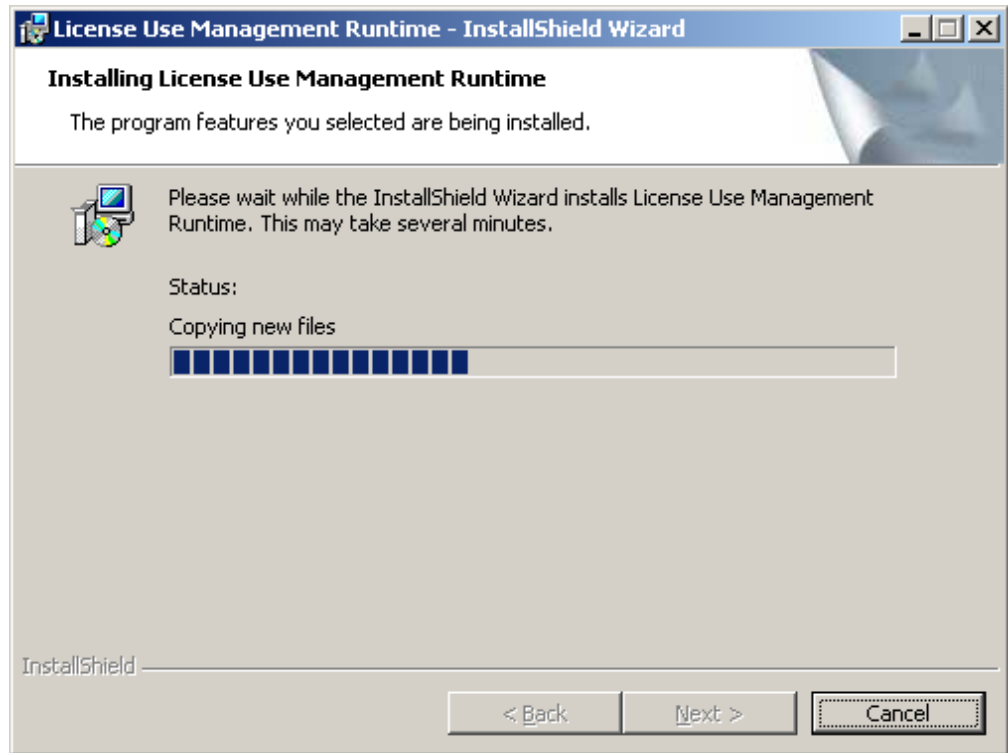 License Use Management Runtime - InstallShield Wizard
Installing License Use Management Runtime
The program features you selected are being installed.
Please wait while the InstallShield Wizard installs License Use Management
Runtime. This may take several minutes.
Status:
Copying new files
InstallShield
< Back
Next >
Cancel